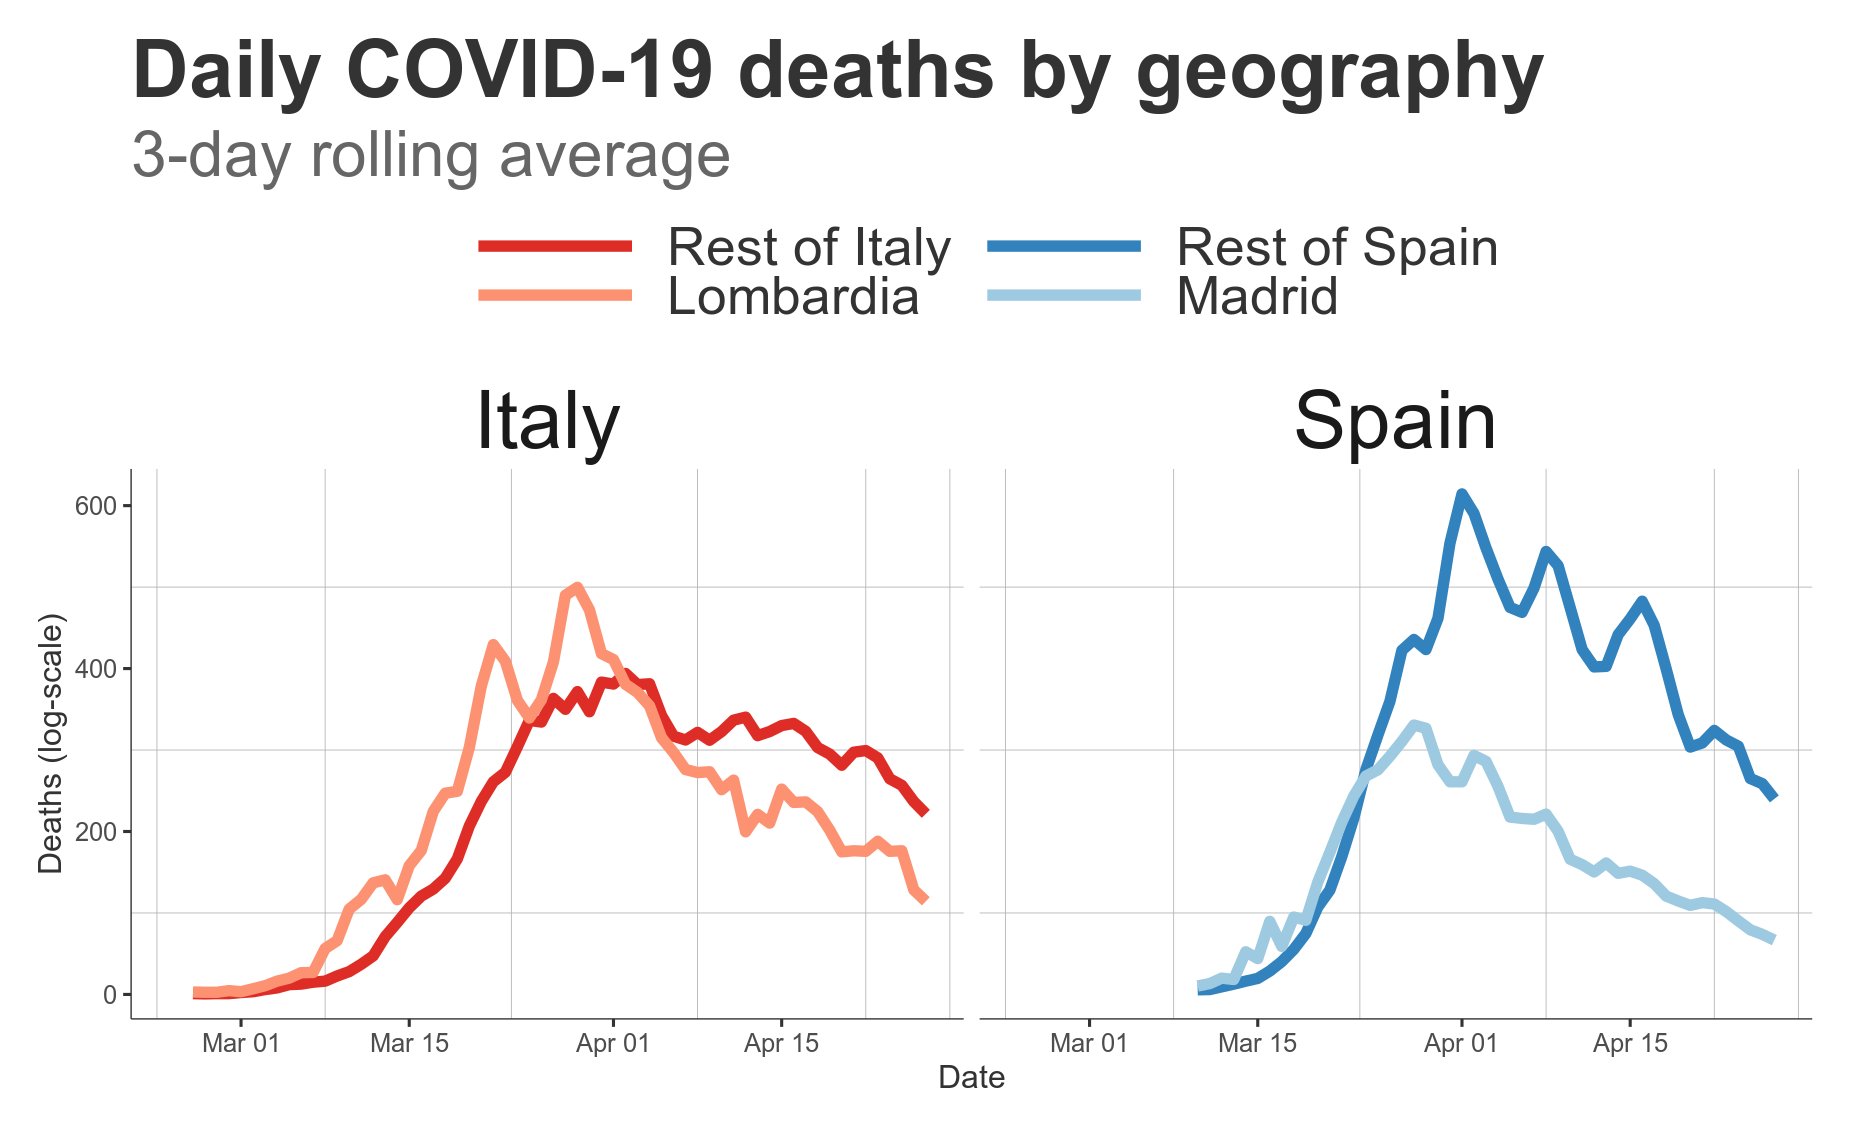 Daily COVID-19 deaths by geography
3-day rolling average
Rest of Italy
Rest of Spain
Lombardia
Madrid
Italy
Spain
Deaths (log-scale)
600
400
200
0
Mar 01
Mar 15
Apr 01
Apr 15
Mar 01
Mar 15
Apr 01
Apr 15
Date